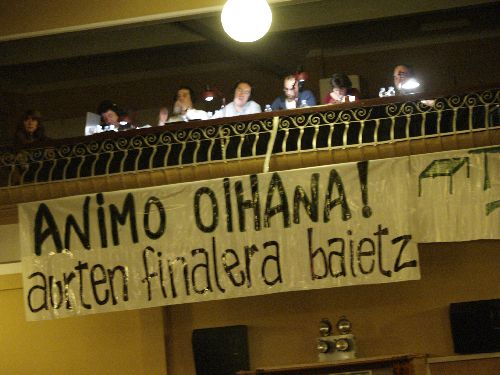 ANIMO OIHANA!
aurten finalera baietz